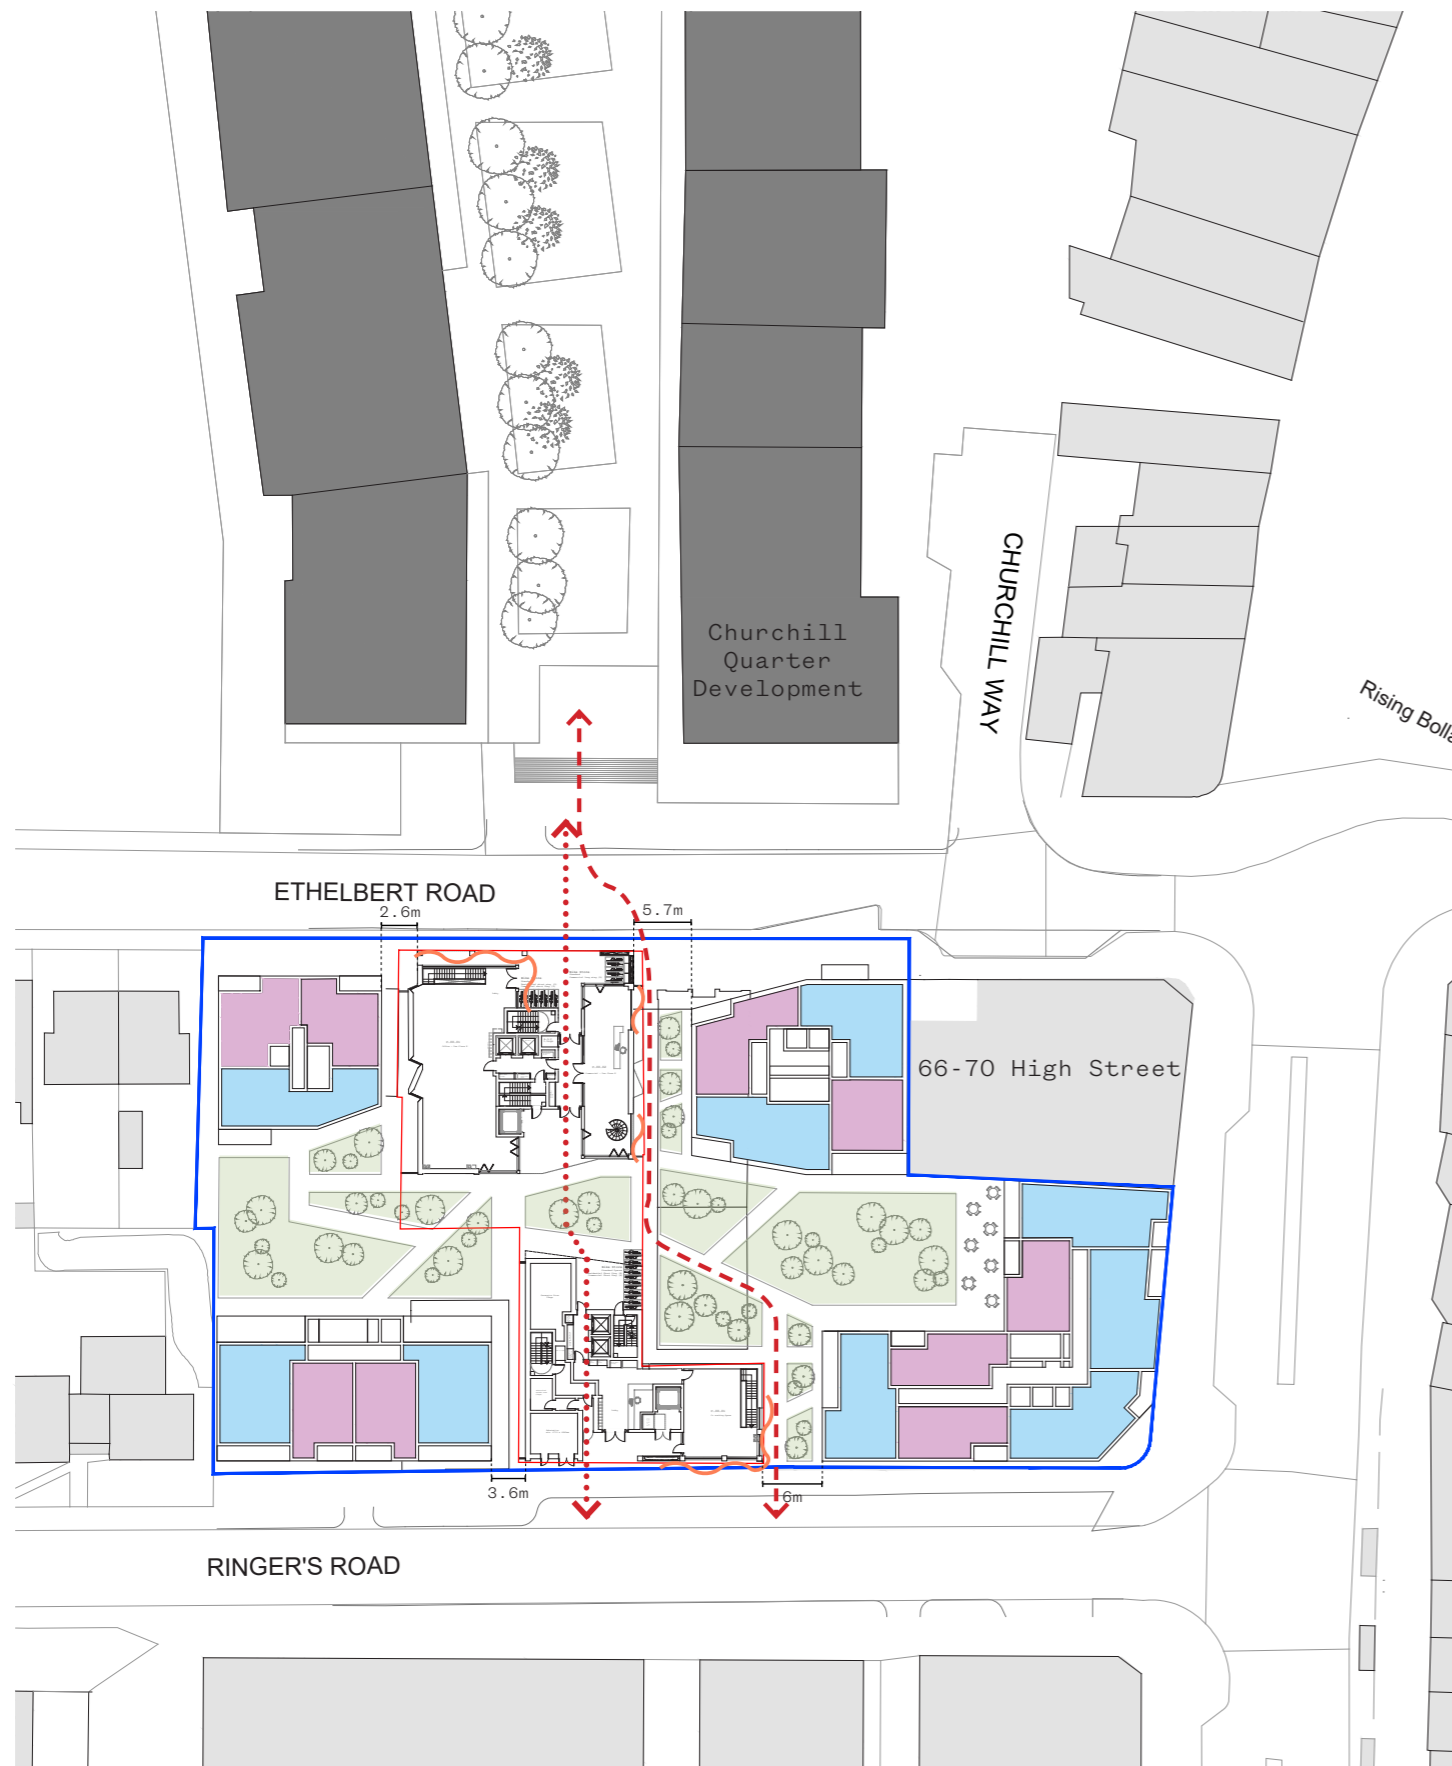 Churchill
Quarter
Development
CHURCHILL WAY
Rising Bolla
ETHELBERT ROAD
2.6m
5.7m
66-70 High Street
3.6m
6m
RINGER'S ROAD